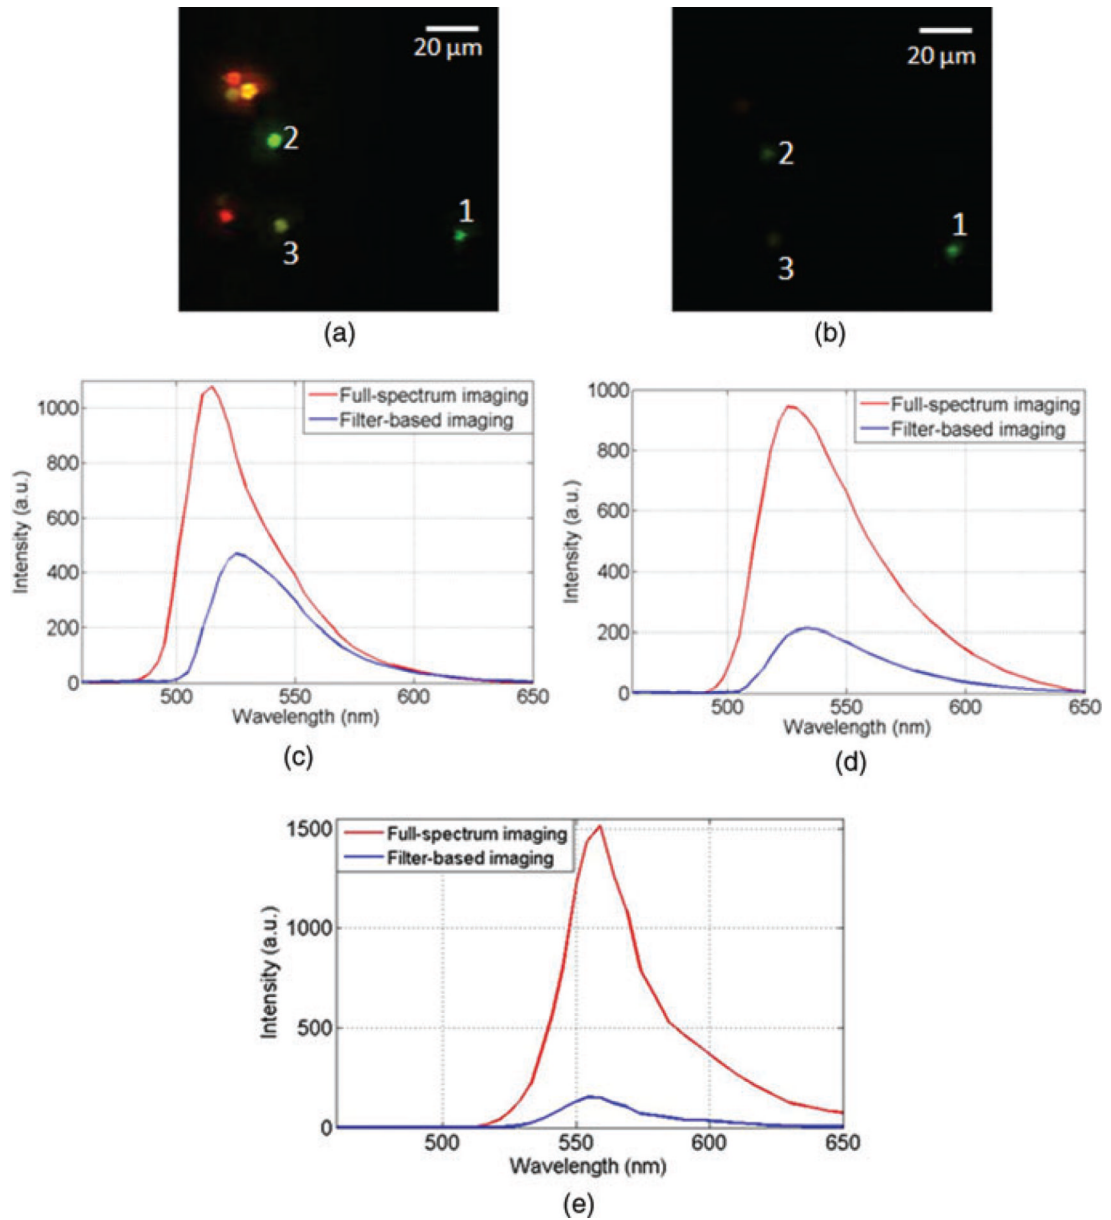 20 µm
2
1
3
(a)
20 µm
2
1
3
(b)
Full-spectrum imaging
Filter-based imaging
1000
800
600
400
200
0
Intensity (a.u.)
500 550 600 650
Wavelength (nm)
(c)
Full-spectrum imaging
Filter-based imaging
1000
800
600
400
200
0
Intensity (a.u.)
500 550 600 650
Wavelength (nm)
(d)
Full-spectrum imaging
Filter-based imaging
1500
1000
500
0
Intensity (a.u.)
500 550 600 650
Wavelength (nm)
(e)